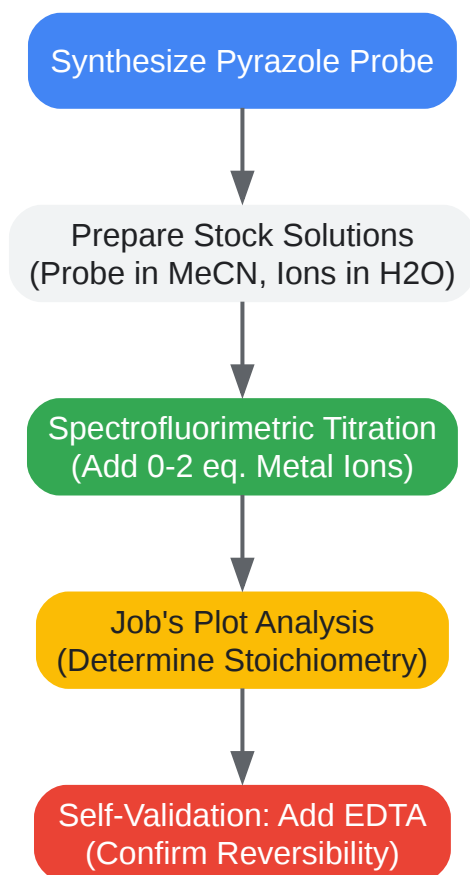 Synthesize Pyrazole Probe
Prepare Stock Solutions
(Probe in MeCN, Ions in H2O)
Spectrofluorimetric Titration
(Add 0-2 eq. Metal Ions)
Job's Plot Analysis
(Determine Stoichiometry)
Self-Validation: Add EDTA
(Confirm Reversibility)